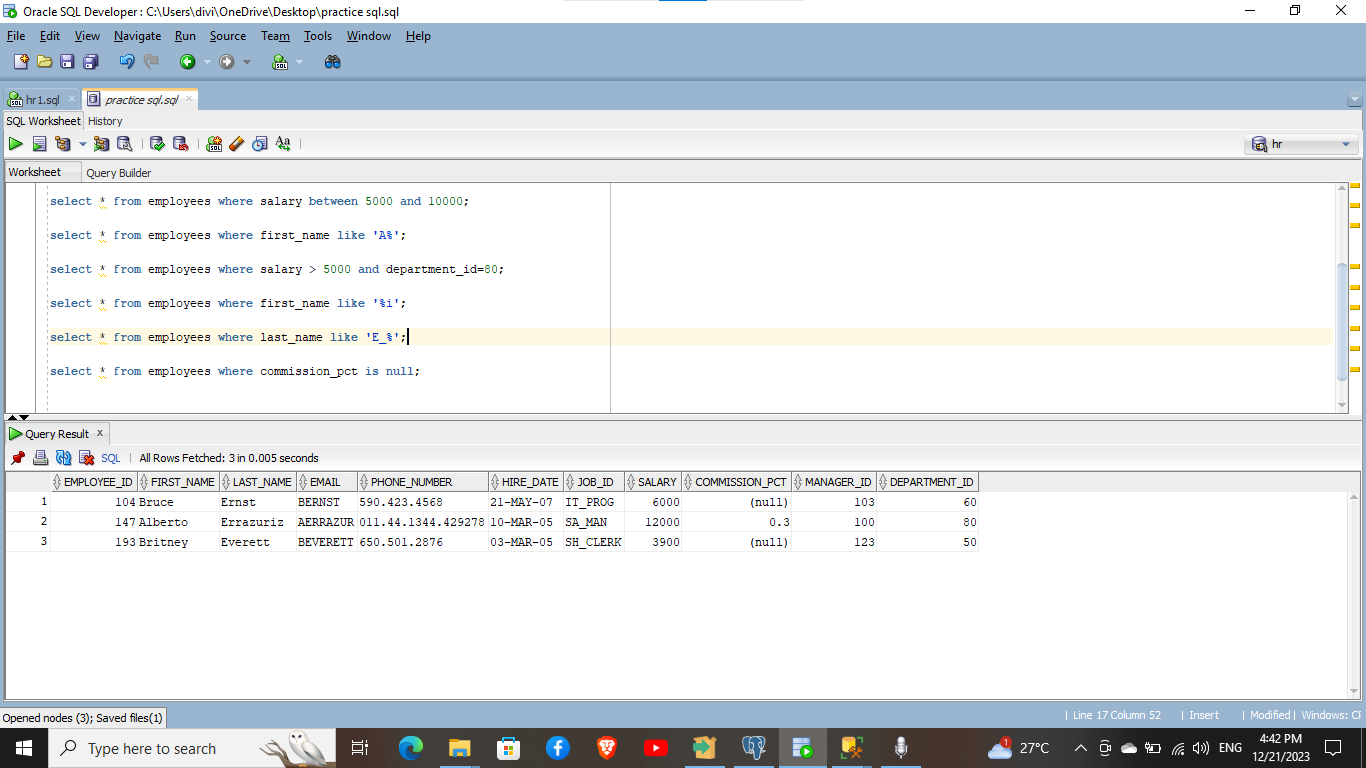 Oracle SQL Developer : C:\Users\divi\OneDrive\Desktop\practice sql.sql
File Edit View Navigate Run Source Team Tools Window Help
hr1.sql practice sql.sql
SQL Worksheet History
Aa
hr
Worksheet Query Builder
select * from employees where salary between 5000 and 10000;
select * from employees where first_name like 'A%';
select * from employees where salary > 5000 and department_id=80;
select * from employees where first_name like '%i';
select * from employees where last_name like 'E_%';
select * from employees where commission_pct is null;
Query Result x
SQL | All Rows Fetched: 3 in 0.005 seconds
EMPLOYEE_ID FIRST_NAME LAST_NAME EMAIL PHONE_NUMBER HIRE_DATE JOB_ID SALARY COMMISSION_PCT MANAGER_ID DEPARTMENT_ID
1 104 Bruce Ernst BERNST 590.423.4568 21-MAY-07 IT_PROG 6000 (null) 103 60
2 147 Alberto Errazuriz AERRAZUR 011.44.1344.429278 10-MAR-05 SA_MAN 12000 0.3 100 80
3 193 Britney Everett BEVERETT 650.501.2876 03-MAR-05 SH_CLERK 3900 (null) 123 50
Opened nodes (3); Saved files(1) | Line 17 Column 52 | Insert | Modified | Windows: CF
Type here to search 1 27°C ENG 4:42 PM
12/21/2023